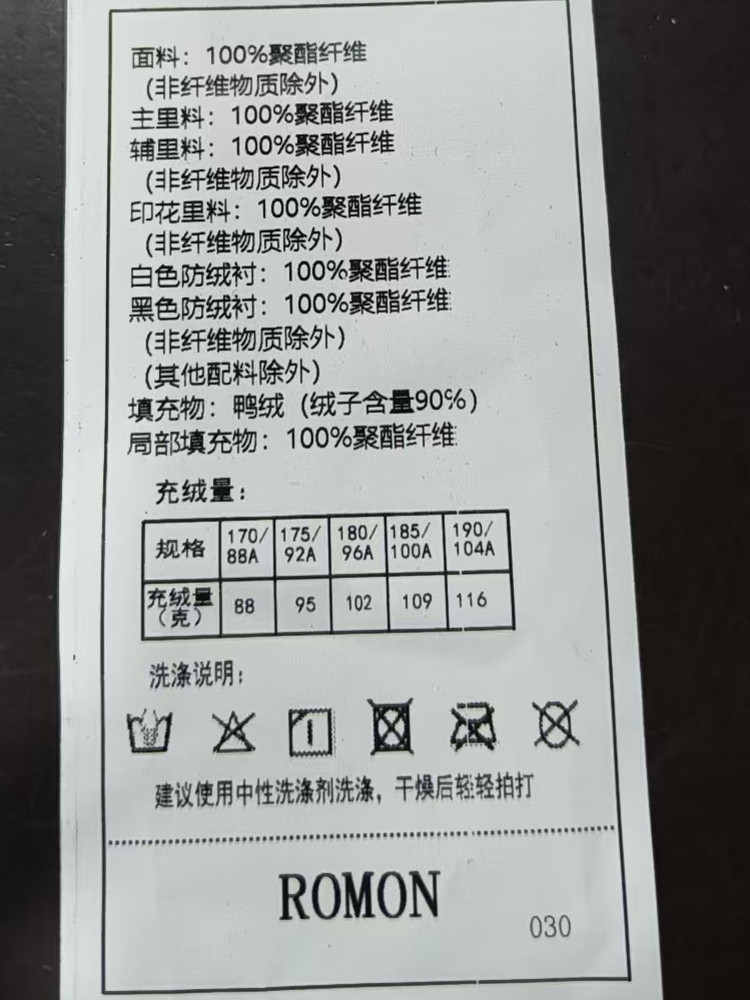 面料：100%聚酯纤维
(非纤维物质除外)
主里料：100%聚酯纤维
辅里料：100%聚酯纤维
(非纤维物质除外)
印花里料：100%聚酯纤维
(非纤维物质除外)
白色防绒衬：100%聚酯纤维
黑色防绒衬：100%聚酯纤维
(非纤维物质除外)
(其他配料除外)
填充物：鸭绒（绒子含量90%）
局部填充物：100%聚酯纤维
充绒量：
规格 170/88A 175/92A 180/96A 185/100A 190/104A
充绒量（克） 88 95 102 109 116
洗涤说明：
建议使用中性洗涤剂洗涤，干燥后轻轻拍打
ROMON
030